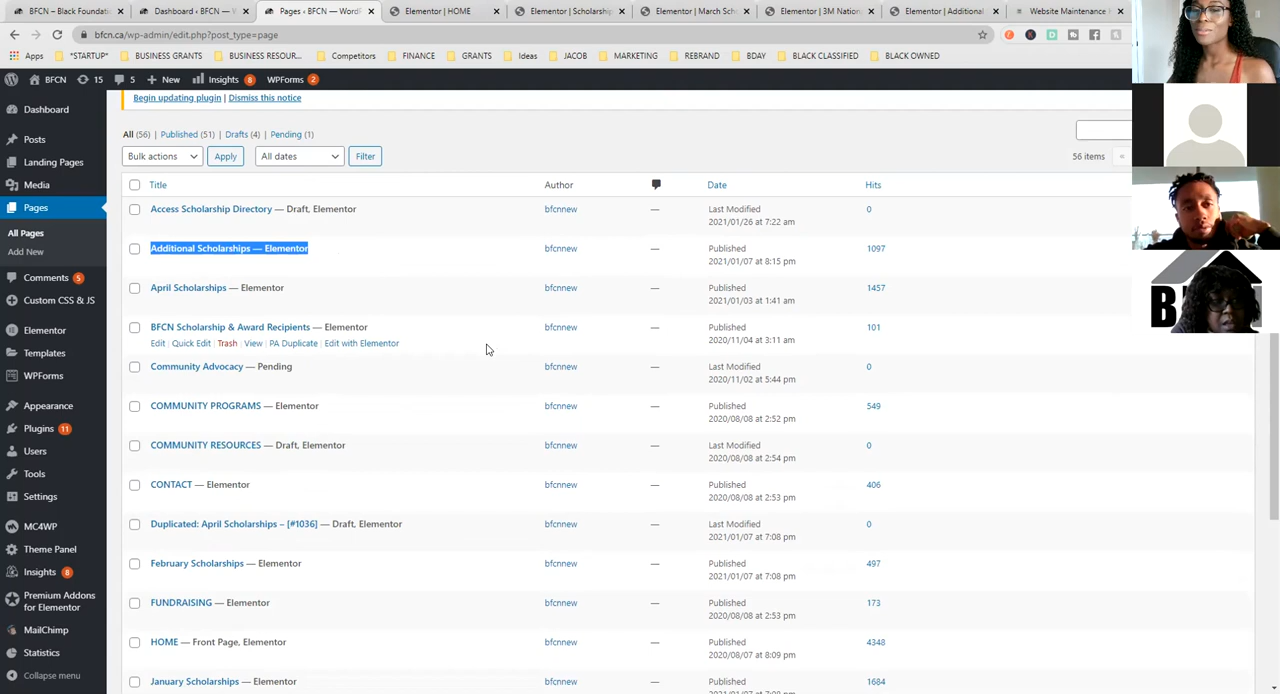 BFCN – Black Foundati
Dashboard ‹ BFCN — W
Pages ‹ BFCN — WordP
Elementor | HOME
Elementor | Scholarship
Elementor | March Sch
Elementor | 3M Nation
Elementor | Additional
Website Maintenance
bfcn.ca/wp-admin/edit.php?post_type=page
Apps
*STARTUP*
BUSINESS GRANTS
BUSINESS RESOUR...
Competitors
FINANCE
GRANTS
Ideas
JACOB
MARKETING
REBRAND
BDAY
BLACK CLASSIFIED
BLACK OWNED
BFCN 15 5 New Insights 8 WPForms 2
Begin updating plugin | Dismiss this notice
Dashboard
Posts
Landing Pages
Media
Pages
All Pages
Add New
Comments 5
Custom CSS & JS
Elementor
Templates
WPForms
Appearance
Plugins 11
Users
Tools
Settings
MC4WP
Theme Panel
Insights 8
Premium Addons
for Elementor
MailChimp
Statistics
Collapse menu
All (56) | Published (51) | Drafts (4) | Pending (1)
Bulk actions Apply All dates Filter 56 items «
Title Author Date Hits
Access Scholarship Directory — Draft, Elementor bfcnnew — Last Modified 0
2021/01/26 at 7:22 am
Additional Scholarships — Elementor bfcnnew — Published 1097
2021/01/07 at 8:15 pm
April Scholarships — Elementor bfcnnew — Published 1457
2021/01/03 at 1:41 am
BFCN Scholarship & Award Recipients — Elementor bfcnnew — Published 101
Edit | Quick Edit | Trash | View | PA Duplicate | Edit with Elementor 2020/11/04 at 3:11 am
Community Advocacy — Pending bfcnnew — Last Modified 0
2020/11/02 at 5:44 pm
COMMUNITY PROGRAMS — Elementor bfcnnew — Published 549
2020/08/08 at 2:52 pm
COMMUNITY RESOURCES — Draft, Elementor bfcnnew — Last Modified 0
2020/08/08 at 2:54 pm
CONTACT — Elementor bfcnnew — Published 406
2020/08/08 at 2:53 pm
Duplicated: April Scholarships – [#1036] — Draft, Elementor bfcnnew — Last Modified 0
2021/01/07 at 7:08 pm
February Scholarships — Elementor bfcnnew — Published 497
2021/01/07 at 7:08 pm
FUNDRAISING — Elementor bfcnnew — Published 173
2020/08/08 at 2:53 pm
HOME — Front Page, Elementor bfcnnew — Published 4348
2020/08/07 at 8:09 pm
January Scholarships — Elementor bfcnnew — Published 1684
2021/01/07 at 7:08 pm